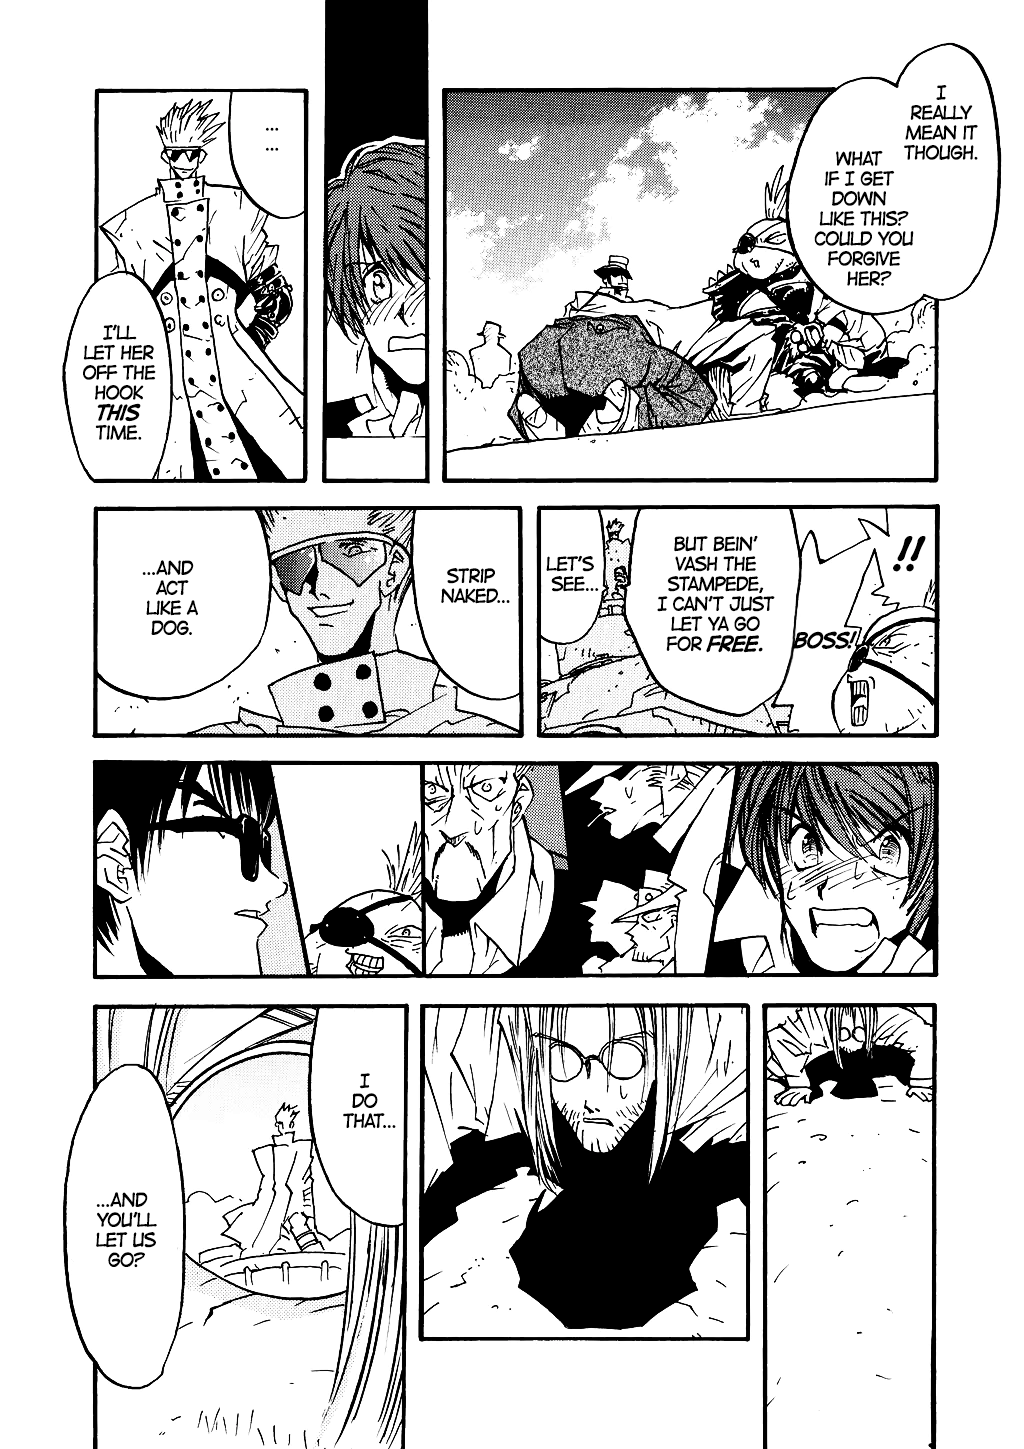 I
REALLY
MEAN IT
THOUGH.
WHAT
IF I GET
DOWN
LIKE THIS?
COULD YOU
FORGIVE
HER?
...
...
I'LL
LET HER
OFF THE
HOOK
THIS
TIME.
!!
BOSS!
BUT BEIN'
VASH THE
STAMPEDE,
I CAN'T JUST
LET YA GO
FOR FREE.
LET'S
SEE...
STRIP
NAKED...
...AND
ACT
LIKE A
DOG.
I
DO
THAT...
...AND
YOU'LL
LET US
GO?